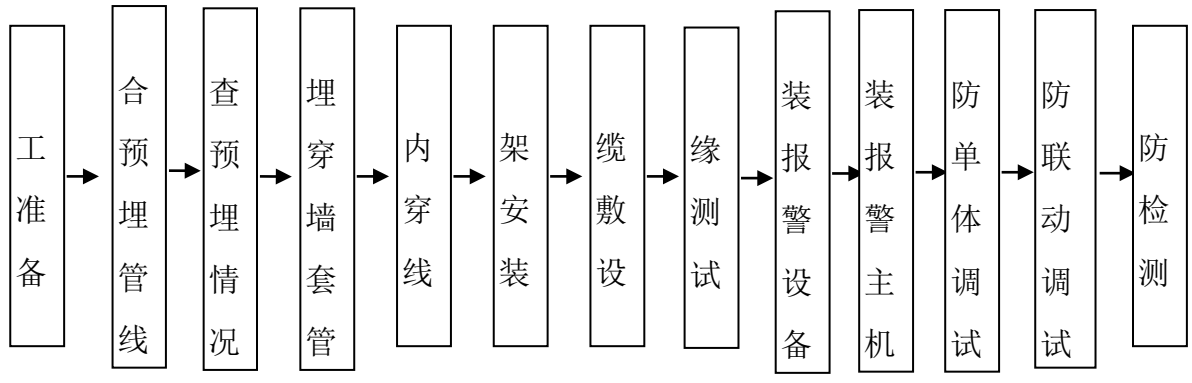 工准备
合预埋管线
查预埋情况
埋穿墙套管
内穿线
架安装
缆敷设
缘测试
装报警设备
装报警主机
防单体调试
防联动调试
防检测